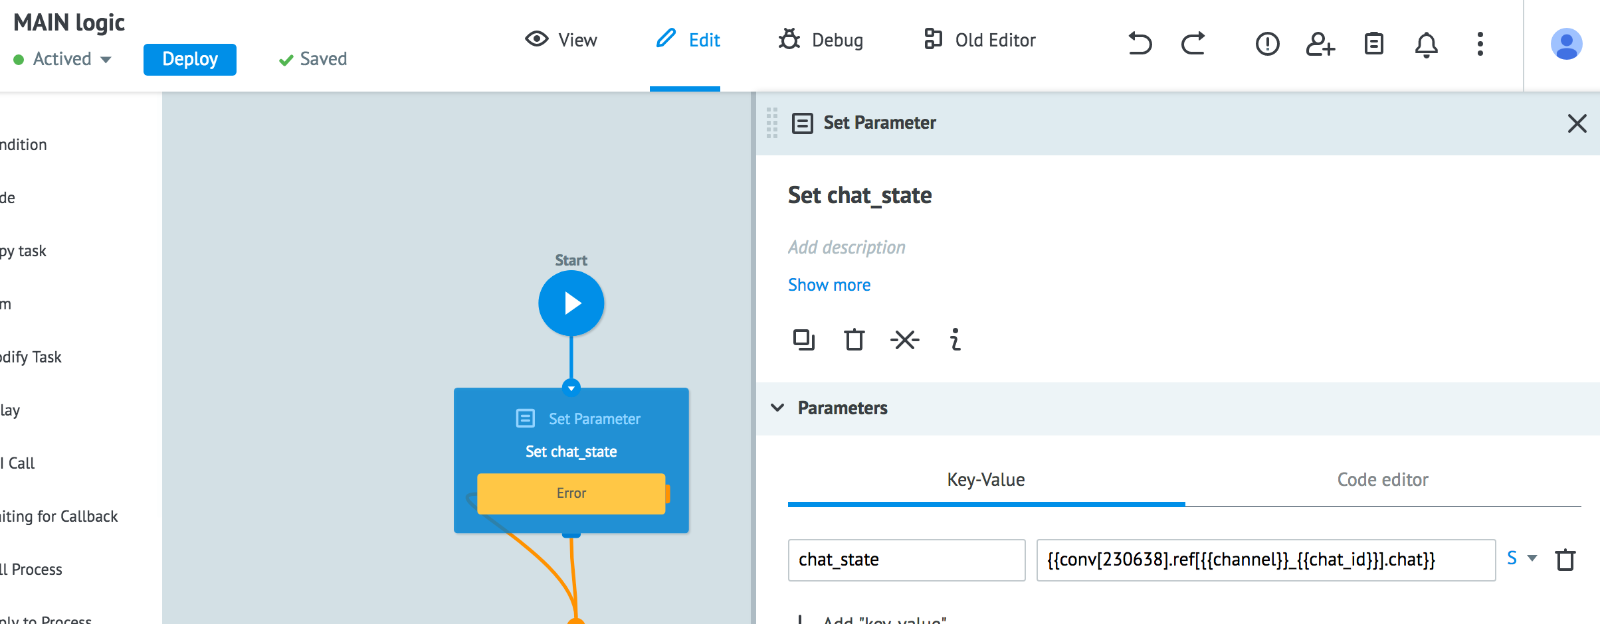 MAIN logic
Actived
Deploy
Saved
View
Edit
Debug
Old Editor
ndition
de
py task
m
odify Task
lay
I Call
iting for Callback
ll Process
ply to Process
Start
Set Parameter
Set chat_state
Error
Set Parameter
Set chat_state
Add description
Show more
Parameters
Key-Value
Code editor
chat_state
{{conv[230638].ref[{{channel}}_{{chat_id}}].chat}}
S
Add "key-value"